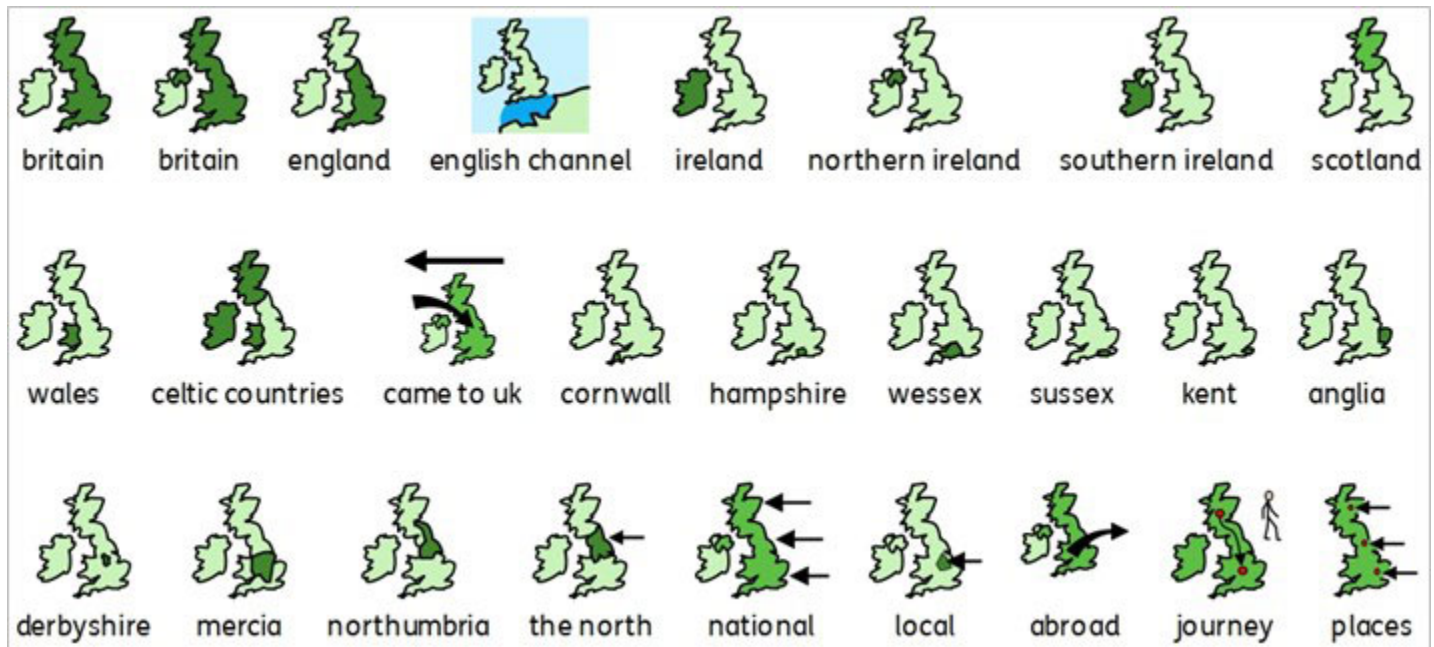 britain britain england english channel ireland northern ireland southern ireland scotland
wales celtic countries came to uk cornwall hampshire wessex sussex kent anglia
derbyshire mercia northumbria the north national local abroad journey places